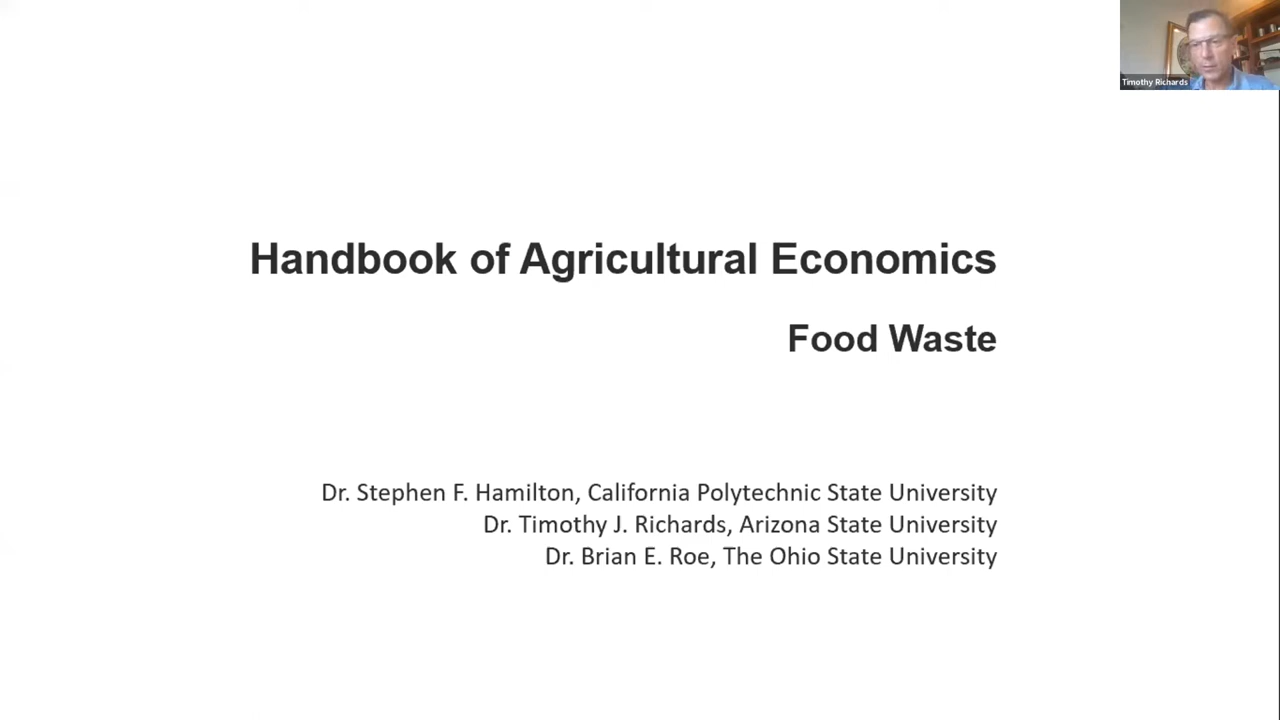 Timothy Richards
Handbook of Agricultural Economics
Food Waste
Dr. Stephen F. Hamilton, California Polytechnic State University
Dr. Timothy J. Richards, Arizona State University
Dr. Brian E. Roe, The Ohio State University